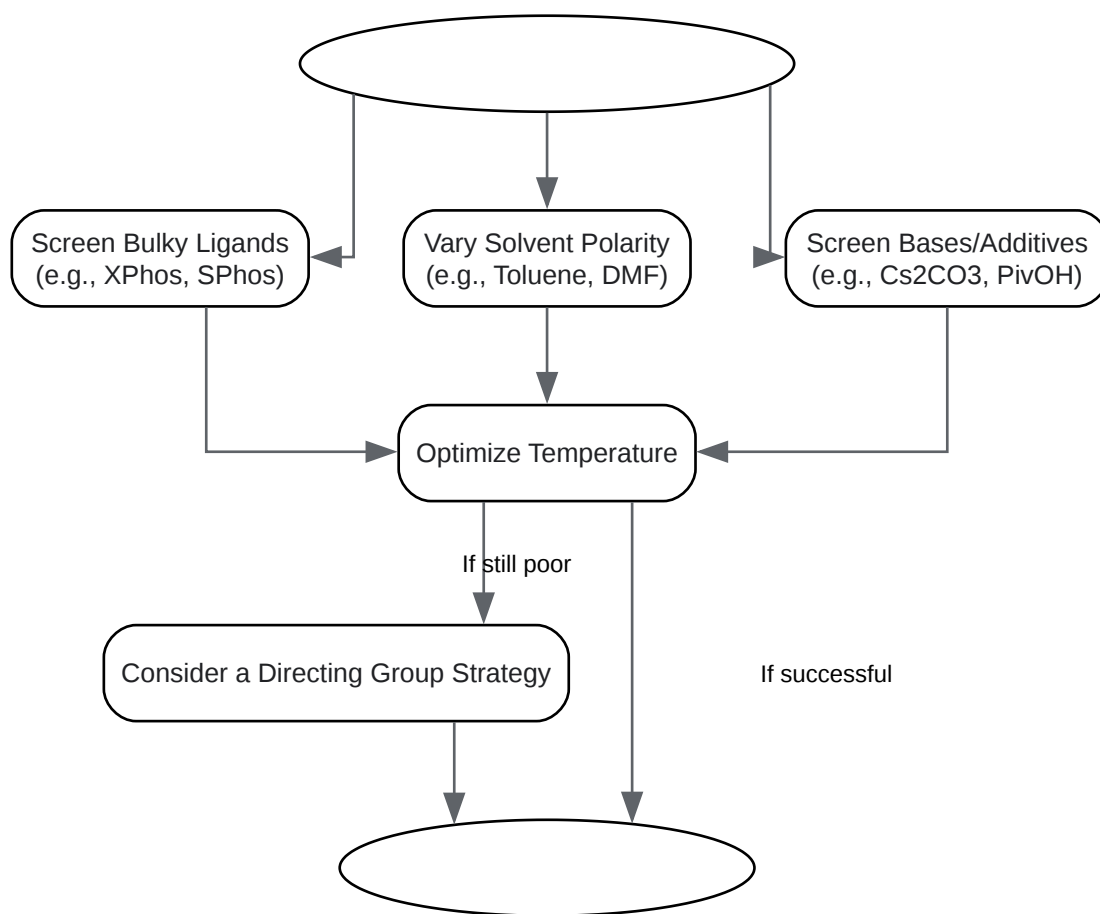 Screen Bulky Ligands
(e.g., XPhos, SPhos)
Vary Solvent Polarity
(e.g., Toluene, DMF)
Screen Bases/Additives
(e.g., Cs2CO3, PivOH)
Optimize Temperature
If still poor
Consider a Directing Group Strategy
If successful